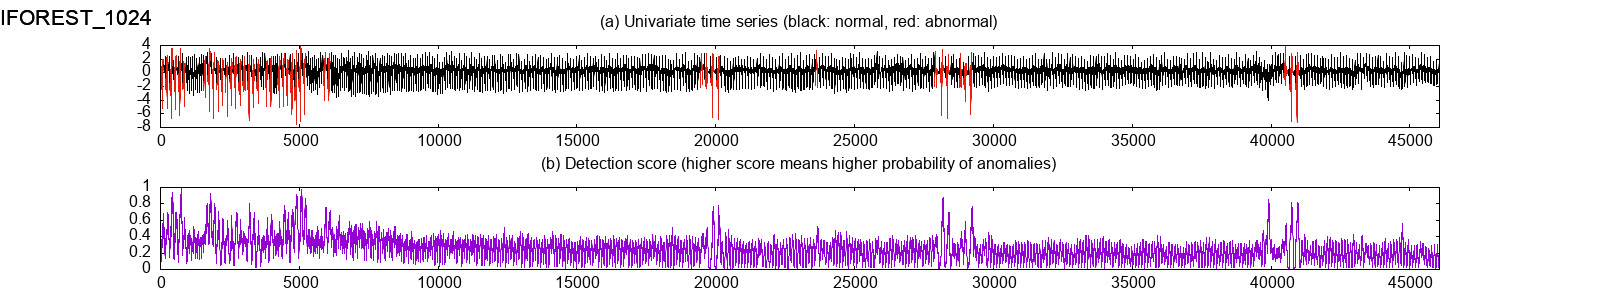 IFOREST_1024
(a) Univariate time series (black: normal, red: abnormal)
4
2
0
-2
-4
-6
-8
0 5000 10000 15000 20000 25000 30000 35000 40000 45000
(b) Detection score (higher score means higher probability of anomalies)
1
0.8
0.6
0.4
0.2
0
0 5000 10000 15000 20000 25000 30000 35000 40000 45000